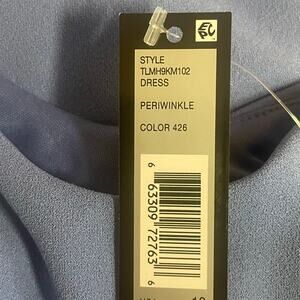 STYLE
TLMH9KM102
DRESS
PERIWINKLE
COLOR 426
6 63309 72763 6